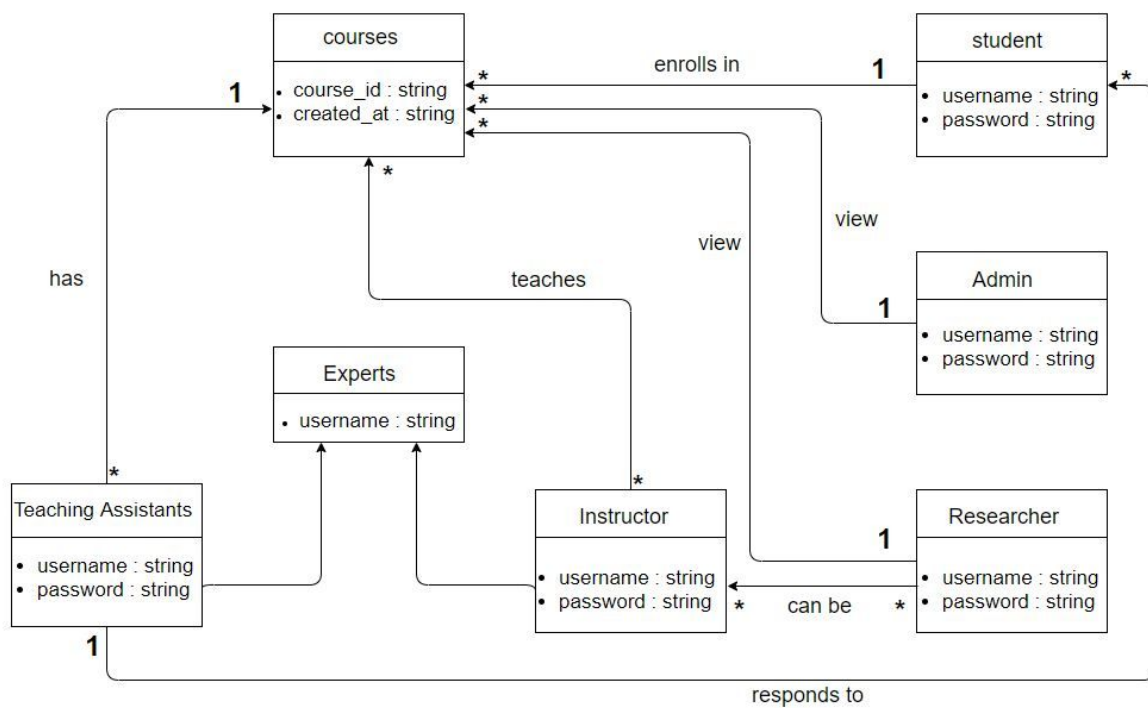 courses
• course_id : string
• created_at : string
student
• username : string
• password : string
enrolls in
1
*
*
*
1
*
*
view
view
1
Admin
• username : string
• password : string
has
teaches
Experts
• username : string
*
Teaching Assistants
• username : string
• password : string
*
Instructor
• username : string
• password : string
1
Researcher
• username : string
• password : string
*
can be
*
1
responds to